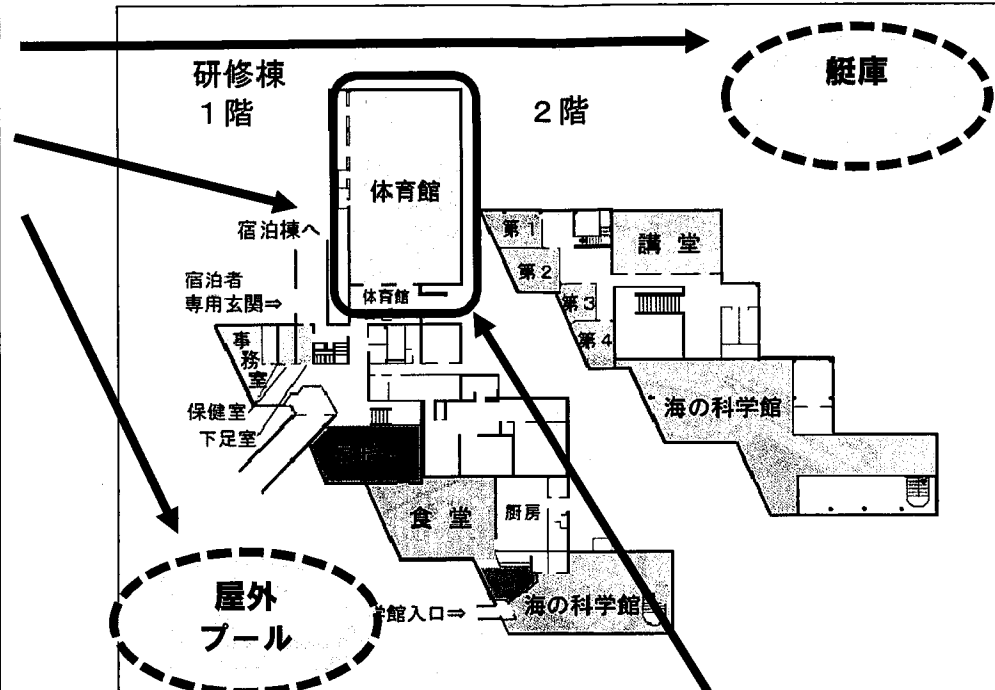 艇庫
研修棟
1階
2階
体育館
宿泊棟へ
第1
講 堂
宿泊者
専用玄関⇒
第2
体育館
第3
事
務
室
第4
保健室
下足室
海の科学館
食 堂
厨房
屋外
プール
館入口⇒
海の科学館